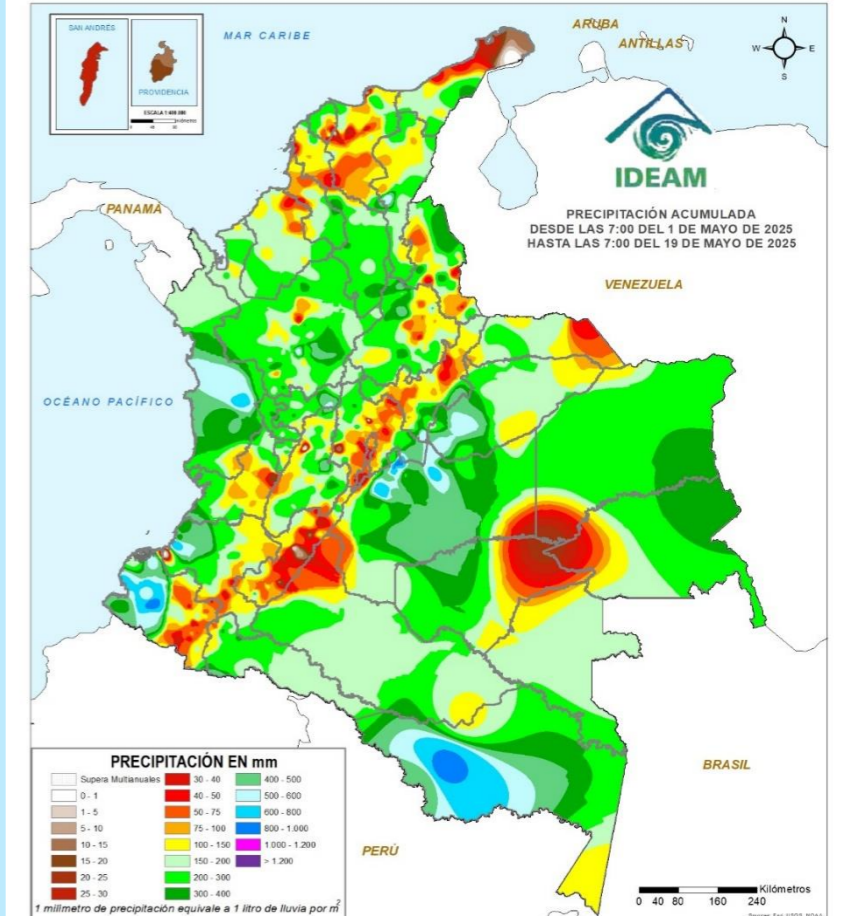 SAN ANDRÉS
PROVIDENCIA
MAR CARIBE
ARUBA
ANTILLAS
N
W
E
S
IDEAM
PRECIPITACIÓN ACUMULADA
DESDE LAS 7:00 DEL 1 DE MAYO DE 2025
HASTA LAS 7:00 DEL 19 DE MAYO DE 2025
PANAMÁ
VENEZUELA
OCÉANO PACÍFICO
BRASIL
PERÚ
PRECIPITACIÓN EN mm
Supera Multianuales
0 - 1
1 - 5
5 - 10
10 - 15
15 - 20
20 - 25
25 - 30
30 - 40
40 - 50
50 - 75
75 - 100
100 - 150
150 - 200
200 - 300
300 - 400
400 - 500
500 - 600
600 - 800
800 - 1.000
1.000 - 1.200
> 1.200
1 milímetro de precipitación equivale a 1 litro de lluvia por m²
Kilómetros
0 40 80 160 240